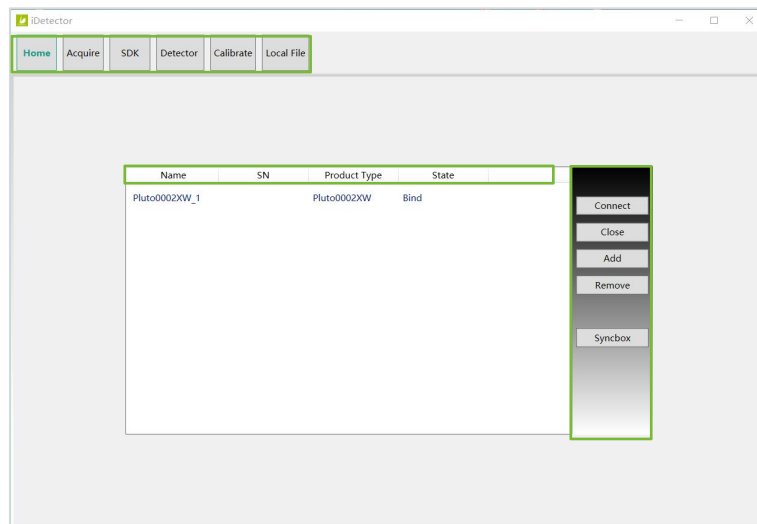 iDetector
Home Acquire SDK Detector Calibrate Local File
Name SN Product Type State
Pluto0002XW_1 Pluto0002XW Bind
Connect
Close
Add
Remove
Syncbox